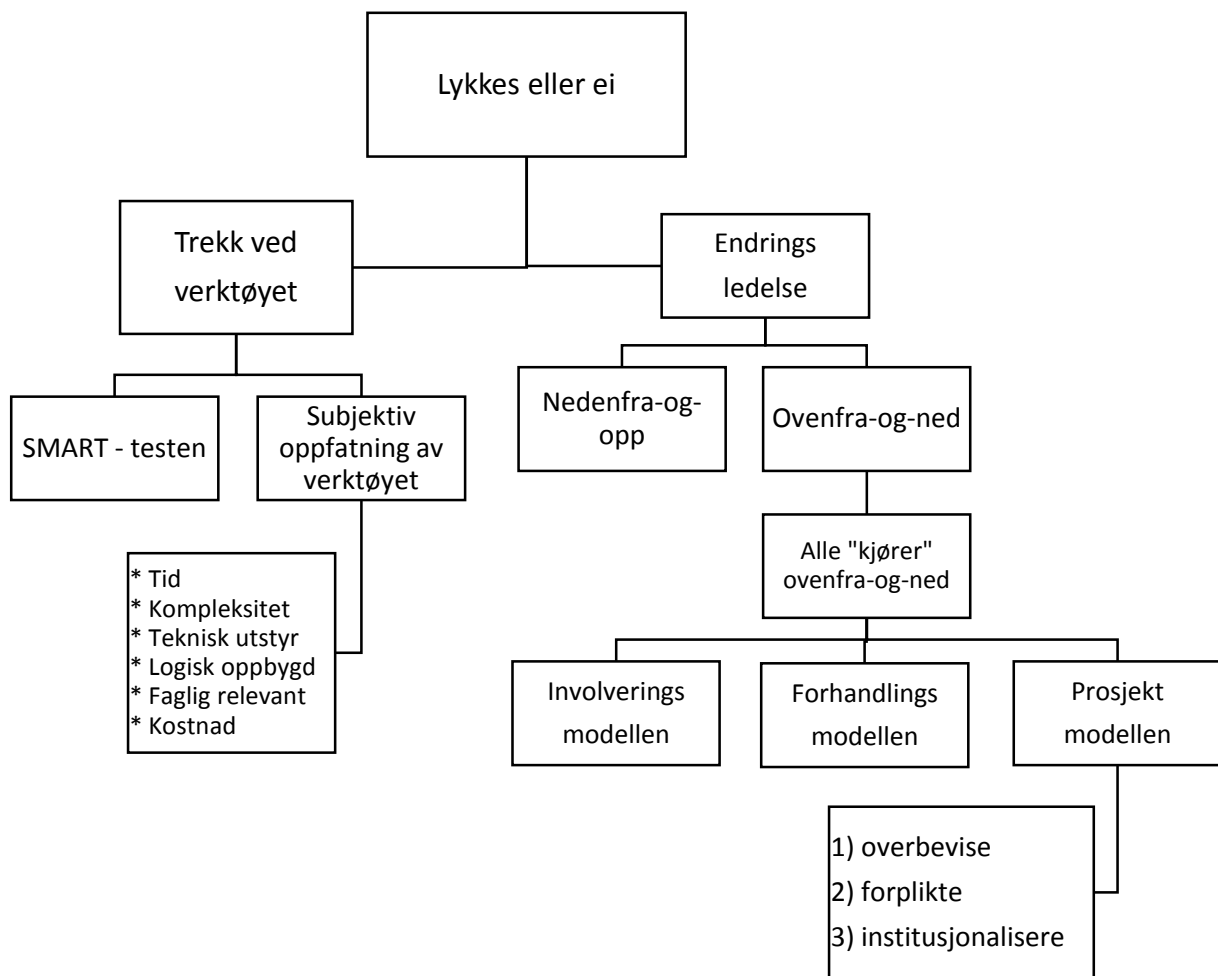 Lykkes eller ei
Trekk ved
verktøyet
Endrings
ledelse
SMART - testen
Subjektiv
oppfatning av
verktøyet
Nedenfra-og-
opp
Ovenfra-og-ned
* Tid
* Kompleksitet
* Teknisk utstyr
* Logisk oppbygd
* Faglig relevant
* Kostnad
Alle "kjører"
ovenfra-og-ned
Involverings
modellen
Forhandlings
modellen
Prosjekt
modellen
1) overbevise
2) forplikte
3) institusjonalisere